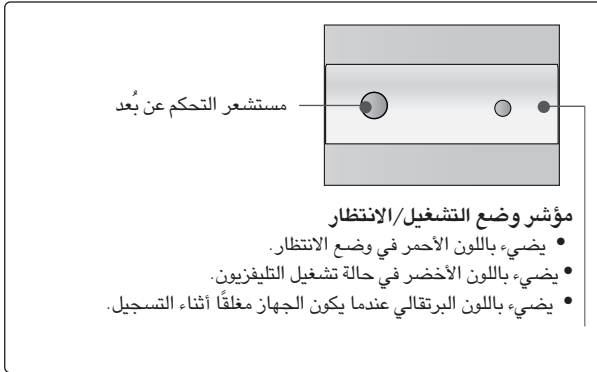 مستشعر التحكم عن بُعد
مؤشر وضع التشغيل/الانتظار
• يضيء باللون الأحمر في وضع الانتظار.
• يضيء باللون الأخضر في حالة تشغيل التليفزيون.
• يضيء باللون البرتقالي عندما يكون الجهاز مغلقًا أثناء التسجيل.